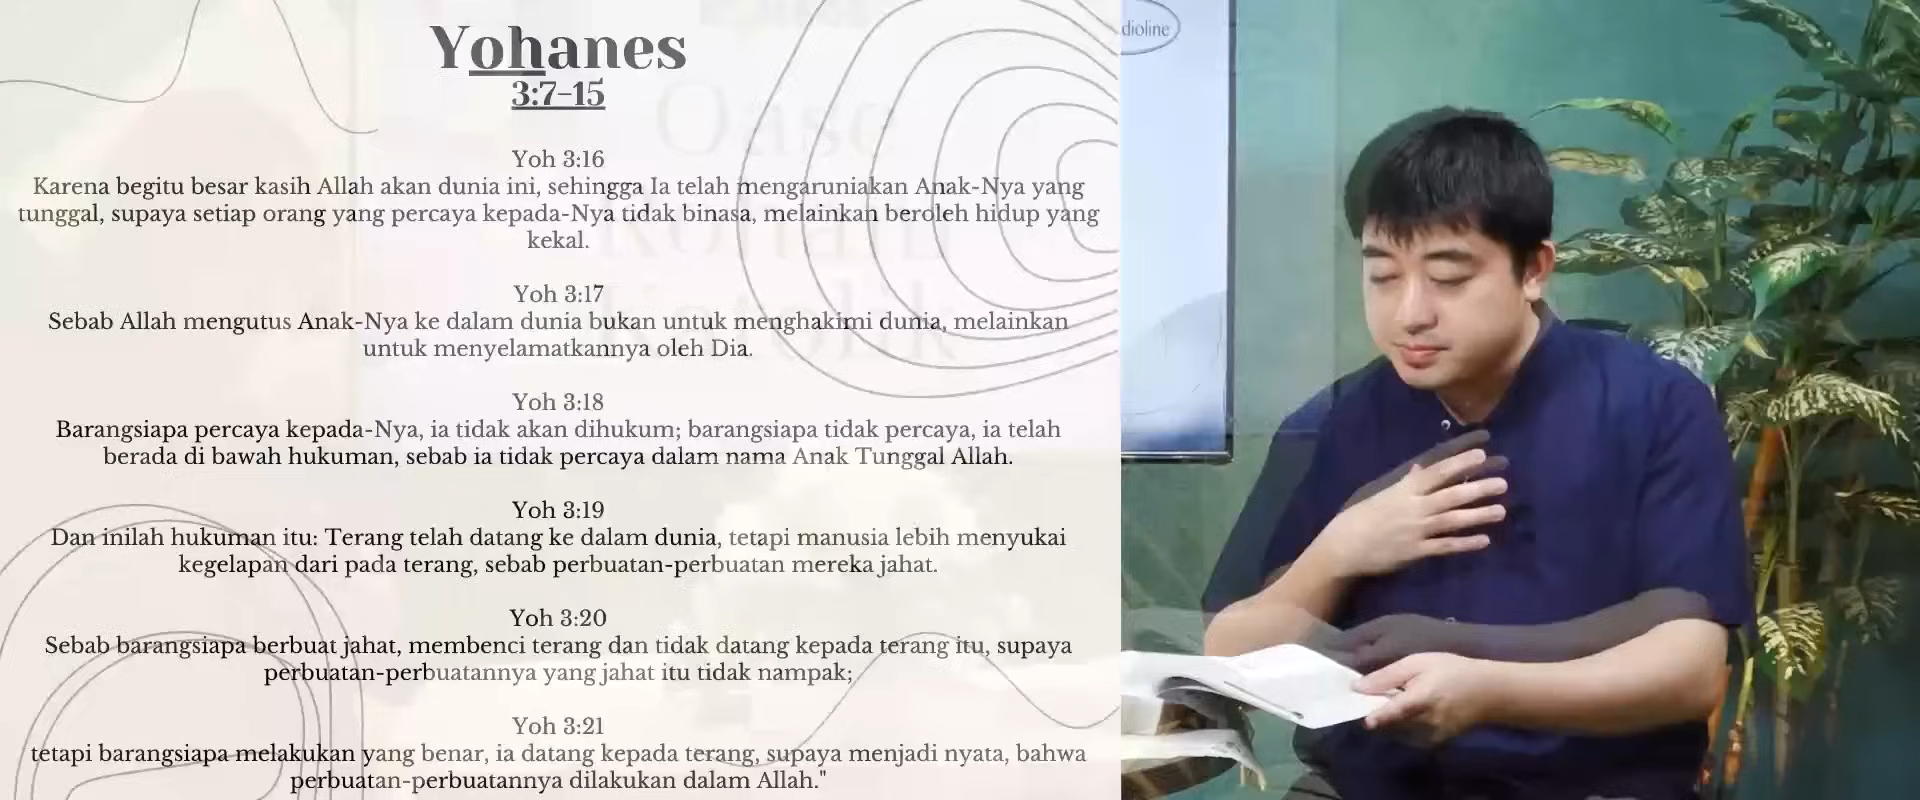 Yohanes
3:7-15
Yoh 3:16
Karena begitu besar kasih Allah akan dunia ini, sehingga Ia telah mengaruniakan Anak-Nya yang
tunggal, supaya setiap orang yang percaya kepada-Nya tidak binasa, melainkan beroleh hidup yang
kekal.
Yoh 3:17
Sebab Allah mengutus Anak-Nya ke dalam dunia bukan untuk menghakimi dunia, melainkan
untuk menyelamatkannya oleh Dia.
Yoh 3:18
Barangsiapa percaya kepada-Nya, ia tidak akan dihukum; barangsiapa tidak percaya, ia telah
berada di bawah hukuman, sebab ia tidak percaya dalam nama Anak Tunggal Allah.
Yoh 3:19
Dan inilah hukuman itu: Terang telah datang ke dalam dunia, tetapi manusia lebih menyukai
kegelapan dari pada terang, sebab perbuatan-perbuatan mereka jahat.
Yoh 3:20
Sebab barangsiapa berbuat jahat, membenci terang dan tidak datang kepada terang itu, supaya
perbuatan-perbuatannya yang jahat itu tidak nampak;
Yoh 3:21
tetapi barangsiapa melakukan yang benar, ia datang kepada terang, supaya menjadi nyata, bahwa
perbuatan-perbuatannya dilakukan dalam Allah."
dioline